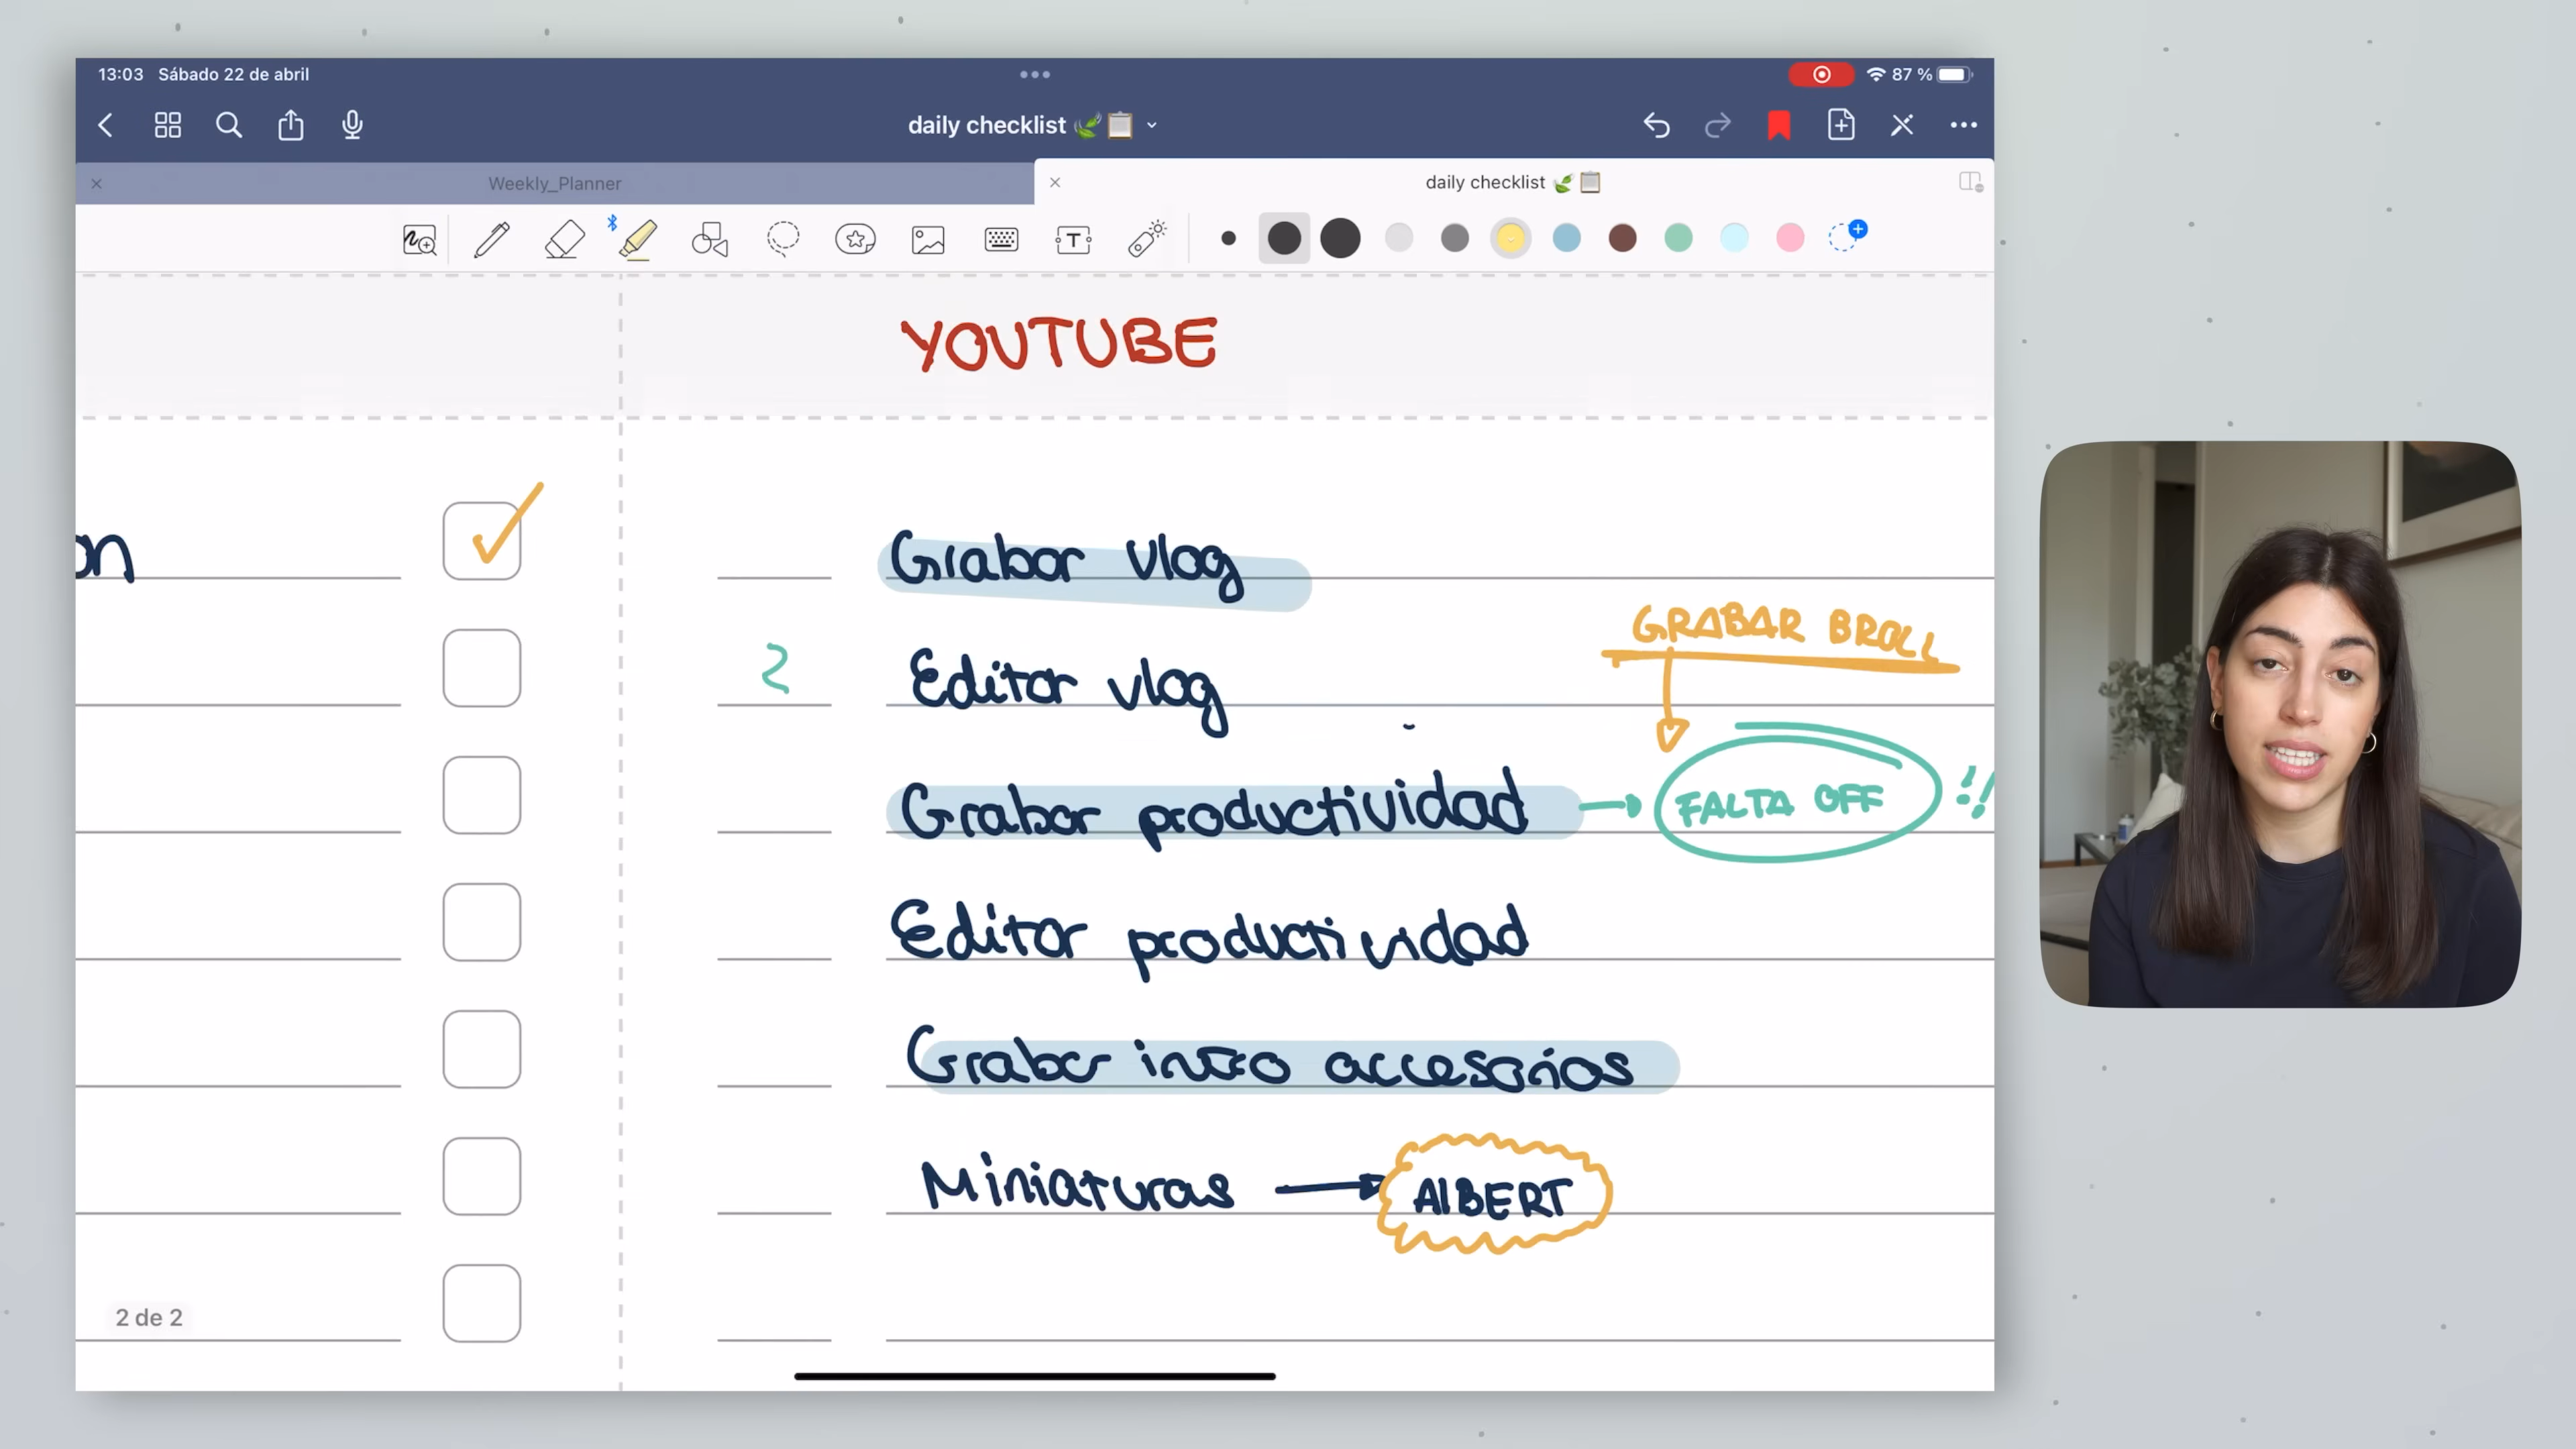 13:03 Sábado 22 de abril
87 %
daily checklist 🌿📋
Weekly_Planner
daily checklist 🌿📋
YOUTUBE
Grabar vlog
GRABAR BROLL
2 Editar vlog
Grabar productividad → FALTA OFF !!
Editar productividad
Grabar intro accesorios
Miniaturas → AlBERT
2 de 2